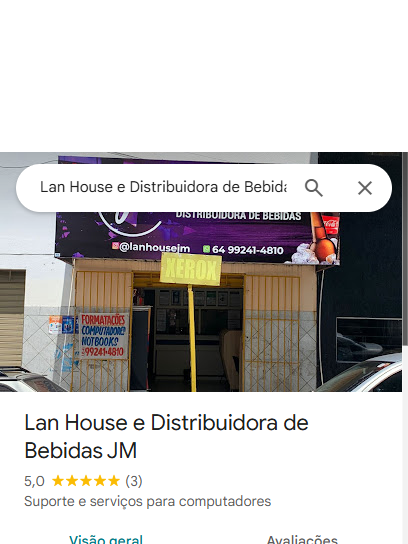 Lan House e Distribuidora de Bebida
DISTRIBUIDORA DE BEBIDAS
@lanhousejm 64 99241-4810
XEROX
FORMATAÇÕES
COMPUTADORES
NOTBOOKS
99241-4810
Lan House e Distribuidora de
Bebidas JM
5,0 (3)
Suporte e serviços para computadores
Visão geral Avaliações